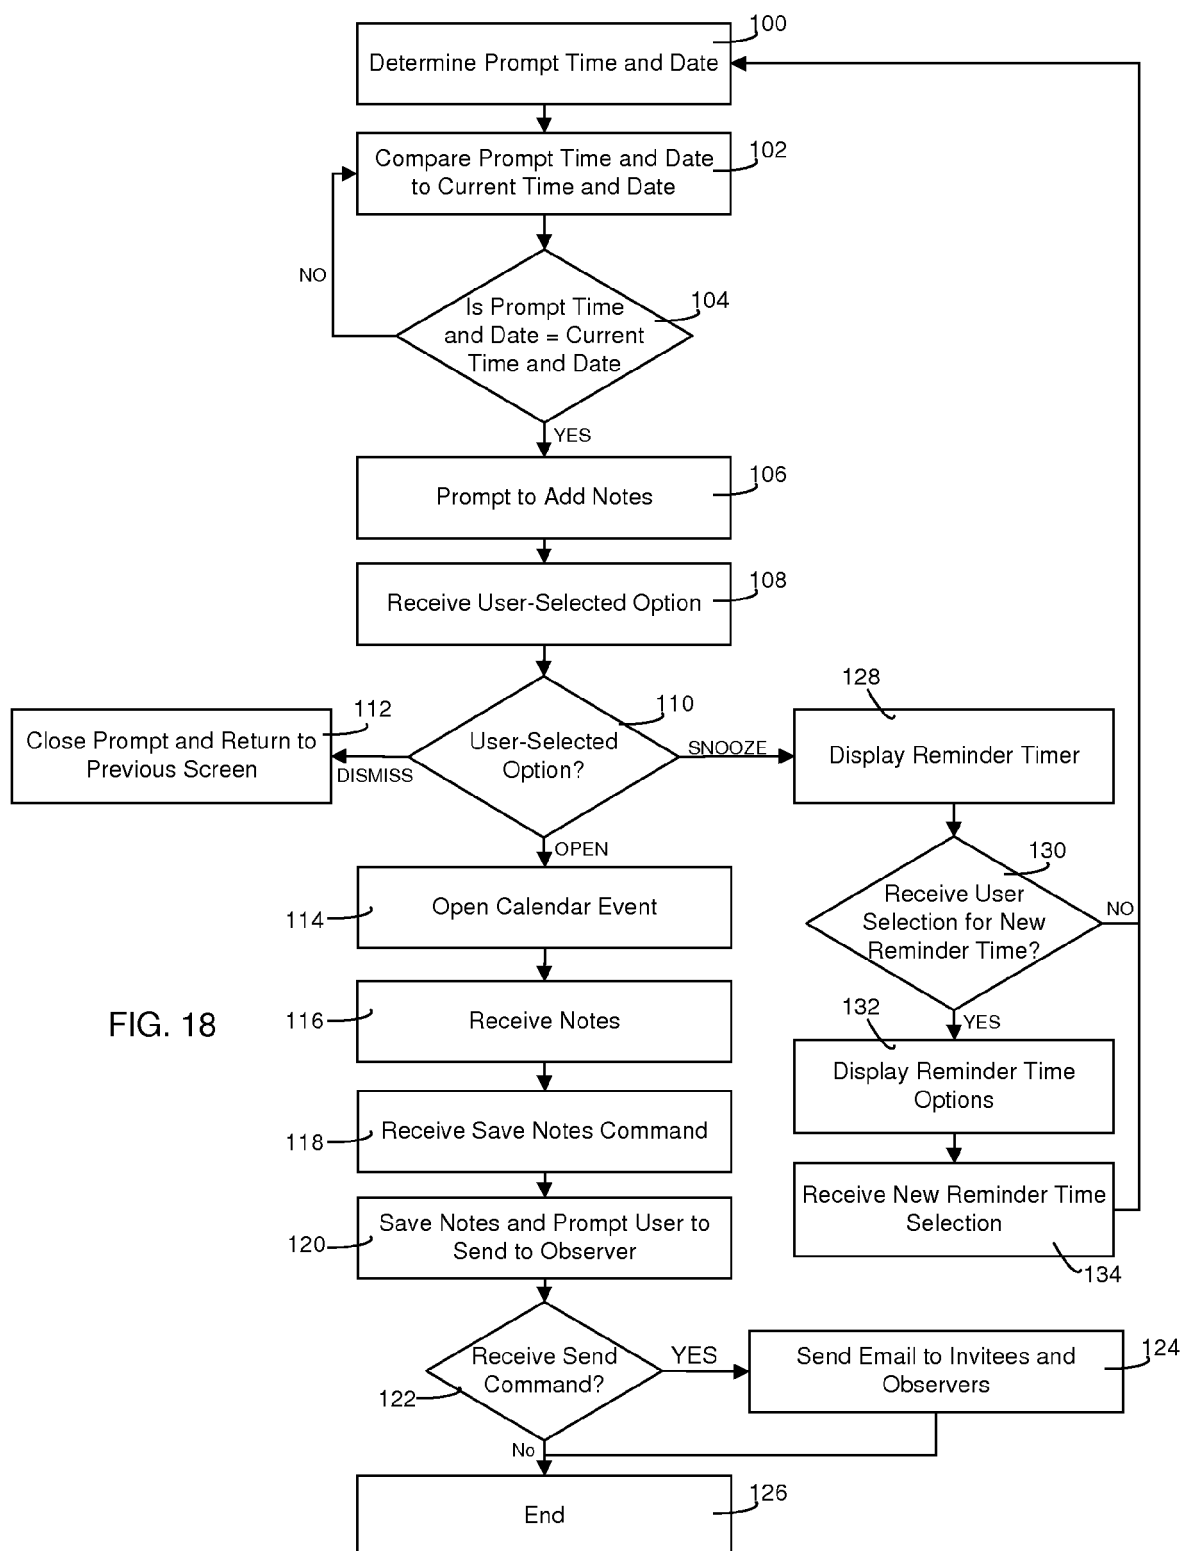 100
Determine Prompt Time and Date
Compare Prompt Time and Date
to Current Time and Date
102
NO
Is Prompt Time
and Date = Current
Time and Date
104
YES
106
Prompt to Add Notes
108
Receive User-Selected Option
110
User-Selected
Option?
112
Close Prompt and Return to
Previous Screen
DISMISS
SNOOZE
128
Display Reminder Timer
OPEN
114
Open Calendar Event
130
Receive User
Selection for New
Reminder Time?
NO
YES
FIG. 18
116
Receive Notes
132
Display Reminder Time
Options
118
Receive Save Notes Command
Receive New Reminder Time
Selection
134
120
Save Notes and Prompt User to
Send to Observer
Receive Send
Command?
122
YES
Send Email to Invitees and
Observers
124
No
End
126